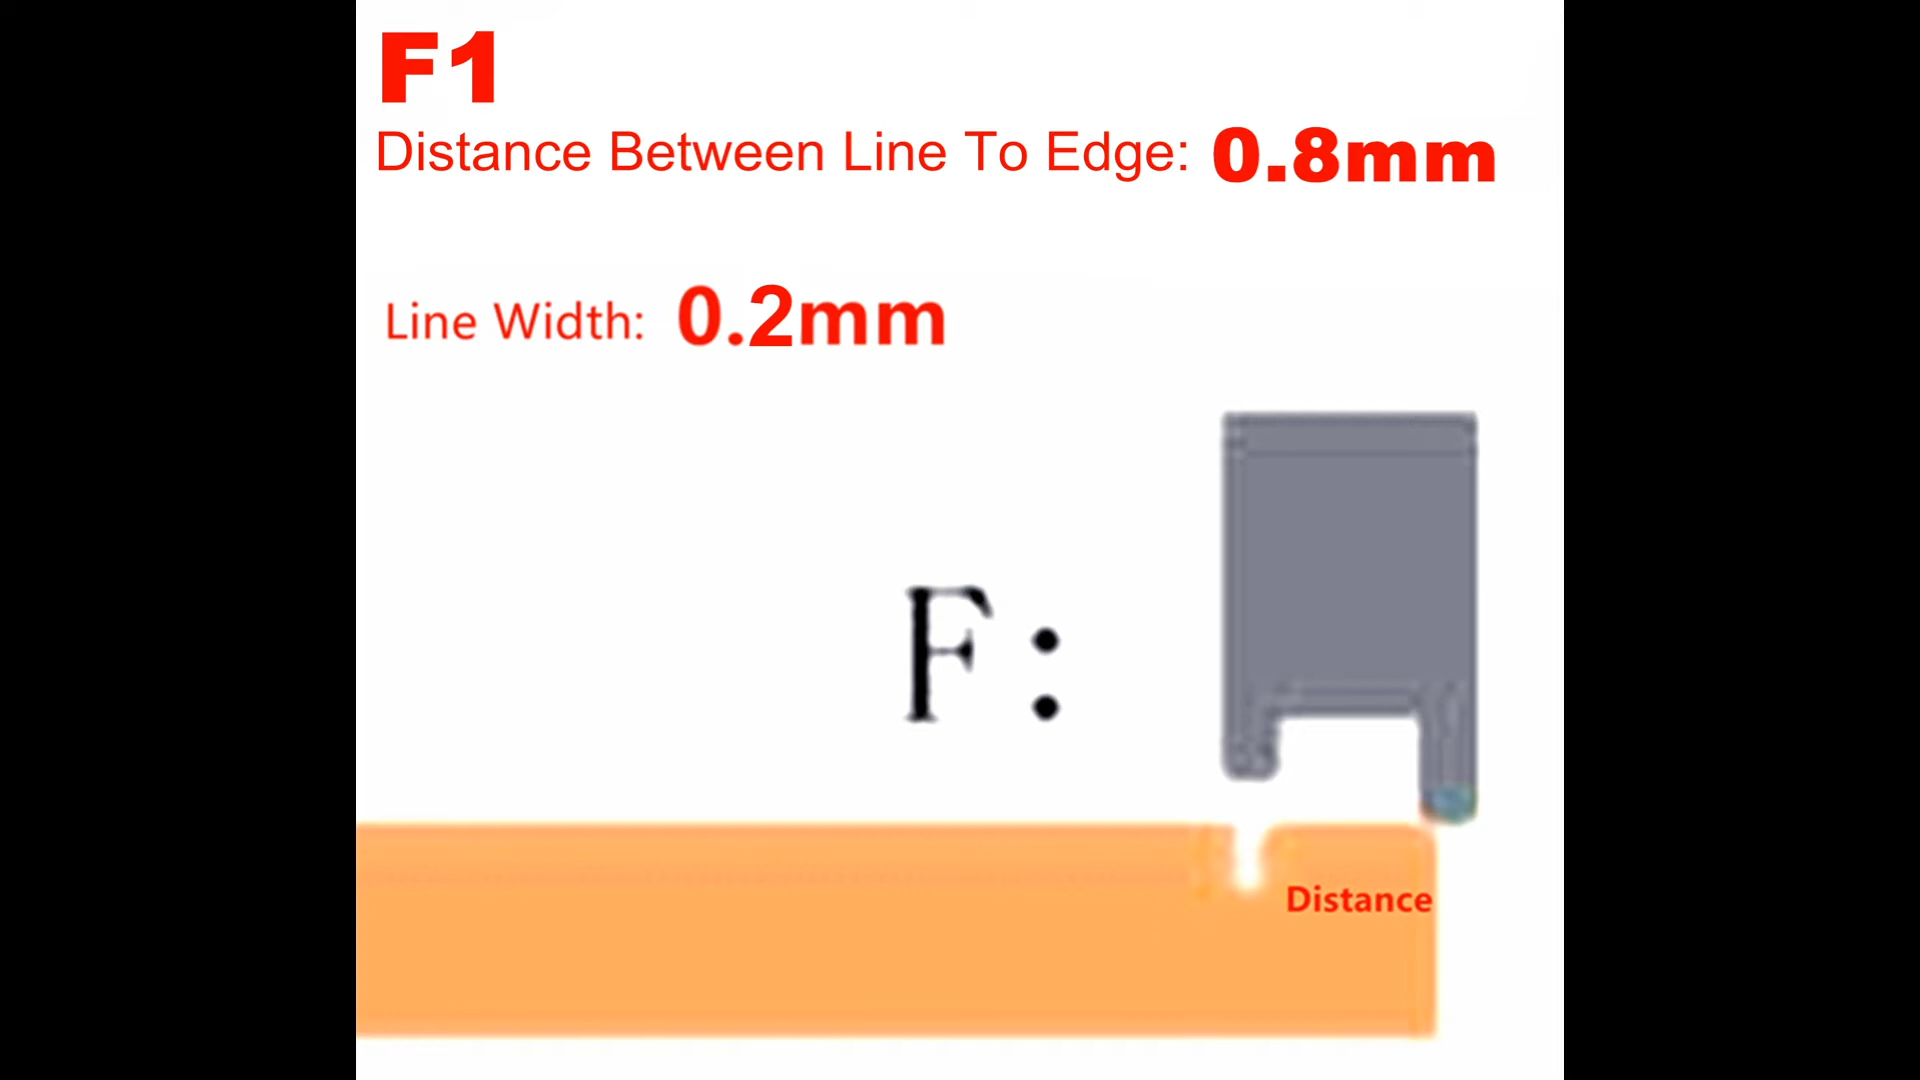 F1
Distance Between Line To Edge: 0.8mm
Line Width: 0.2mm
F:
Distance